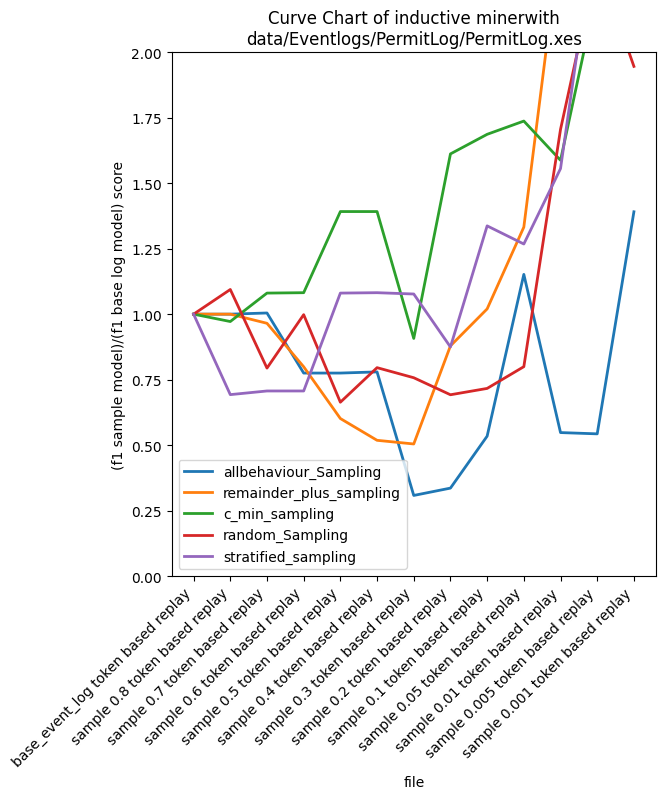 Curve Chart of inductive minerwith
data/Eventlogs/PermitLog/PermitLog.xes
(f1 sample model)/(f1 base log model) score
2.00
1.75
1.50
1.25
1.00
0.75
0.50
0.25
0.00
allbehaviour_Sampling
remainder_plus_sampling
c_min_sampling
random_Sampling
stratified_sampling
base_event_log token based replay
sample 0.8 token based replay
sample 0.7 token based replay
sample 0.6 token based replay
sample 0.5 token based replay
sample 0.4 token based replay
sample 0.3 token based replay
sample 0.2 token based replay
sample 0.1 token based replay
sample 0.05 token based replay
sample 0.01 token based replay
sample 0.005 token based replay
sample 0.001 token based replay
file